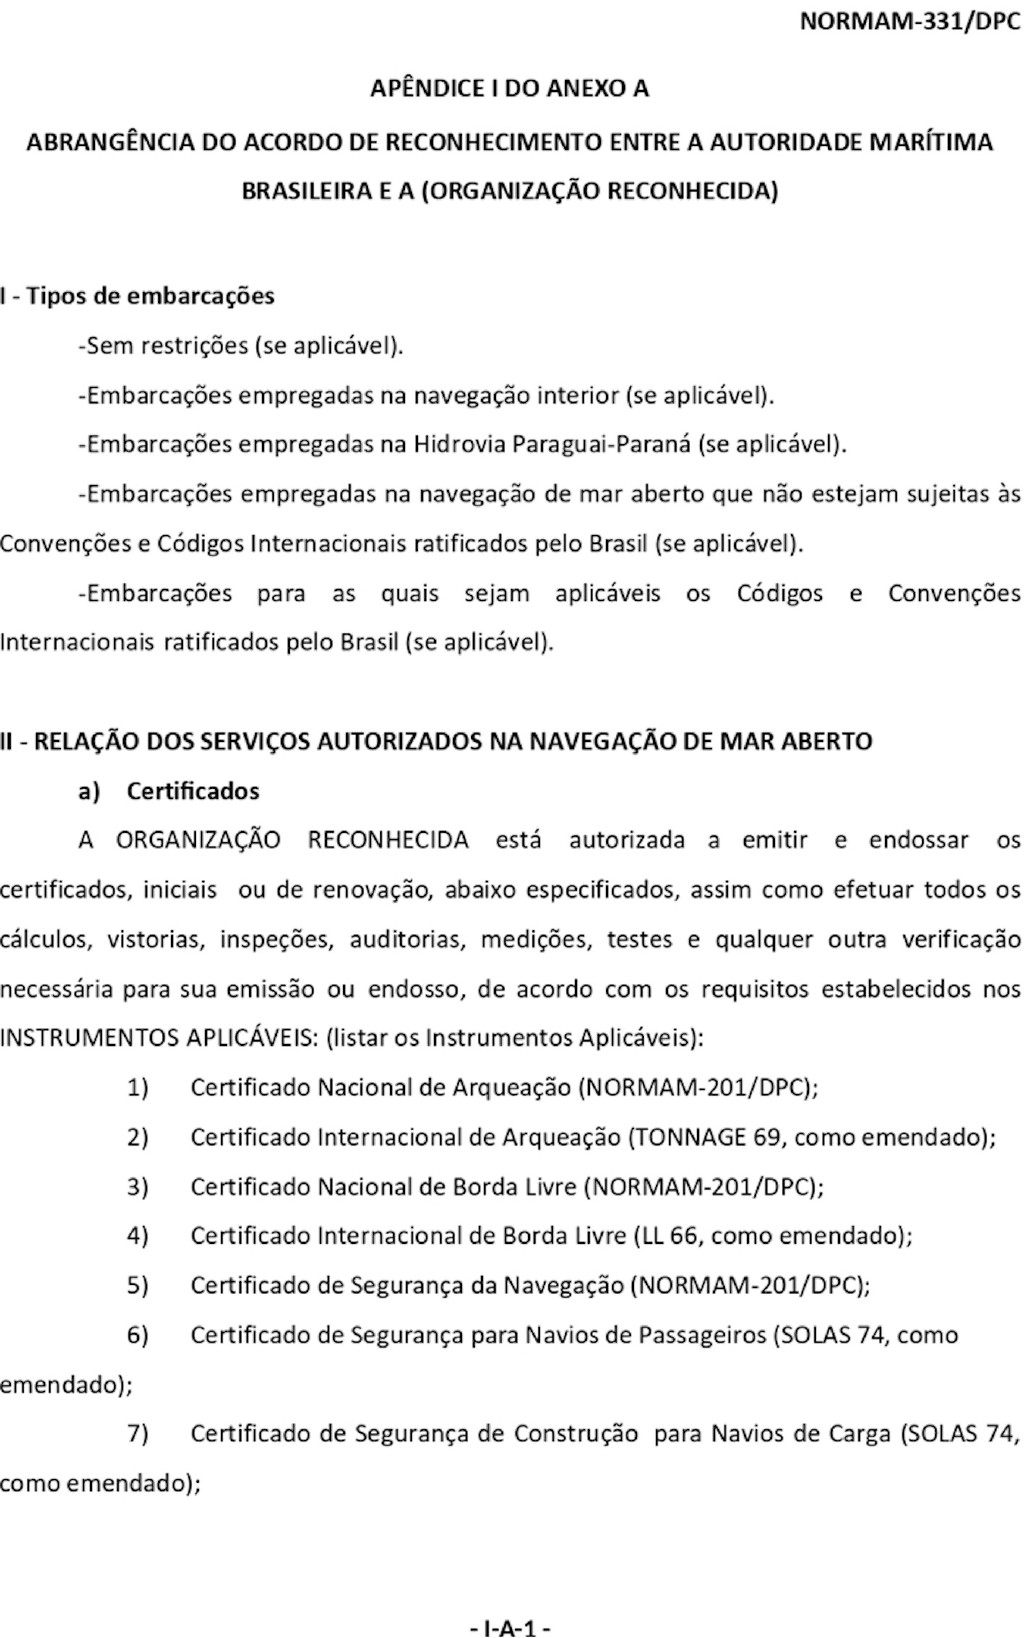 NORMAM-331/DPC
APÊNDICE I DO ANEXO A
ABRANGÊNCIA DO ACORDO DE RECONHECIMENTO ENTRE A AUTORIDADE MARÍTIMA
BRASILEIRA E A (ORGANIZAÇÃO RECONHECIDA)
I - Tipos de embarcações
-Sem restrições (se aplicável).
-Embarcações empregadas na navegação interior (se aplicável).
-Embarcações empregadas na Hidrovia Paraguai-Paraná (se aplicável).
-Embarcações empregadas na navegação de mar aberto que não estejam sujeitas às
Convenções e Códigos Internacionais ratificados pelo Brasil (se aplicável).
-Embarcações para as quais sejam aplicáveis os Códigos e Convenções
Internacionais ratificados pelo Brasil (se aplicável).
II - RELAÇÃO DOS SERVIÇOS AUTORIZADOS NA NAVEGAÇÃO DE MAR ABERTO
a) Certificados
A ORGANIZAÇÃO RECONHECIDA está autorizada a emitir e endossar os
certificados, iniciais ou de renovação, abaixo especificados, assim como efetuar todos os
cálculos, vistorias, inspeções, auditorias, medições, testes e qualquer outra verificação
necessária para sua emissão ou endosso, de acordo com os requisitos estabelecidos nos
INSTRUMENTOS APLICÁVEIS: (listar os Instrumentos Aplicáveis):
1) Certificado Nacional de Arqueação (NORMAM-201/DPC);
2) Certificado Internacional de Arqueação (TONNAGE 69, como emendado);
3) Certificado Nacional de Borda Livre (NORMAM-201/DPC);
4) Certificado Internacional de Borda Livre (LL 66, como emendado);
5) Certificado de Segurança da Navegação (NORMAM-201/DPC);
6) Certificado de Segurança para Navios de Passageiros (SOLAS 74, como
emendado);
7) Certificado de Segurança de Construção para Navios de Carga (SOLAS 74,
como emendado);
- I-A-1 -